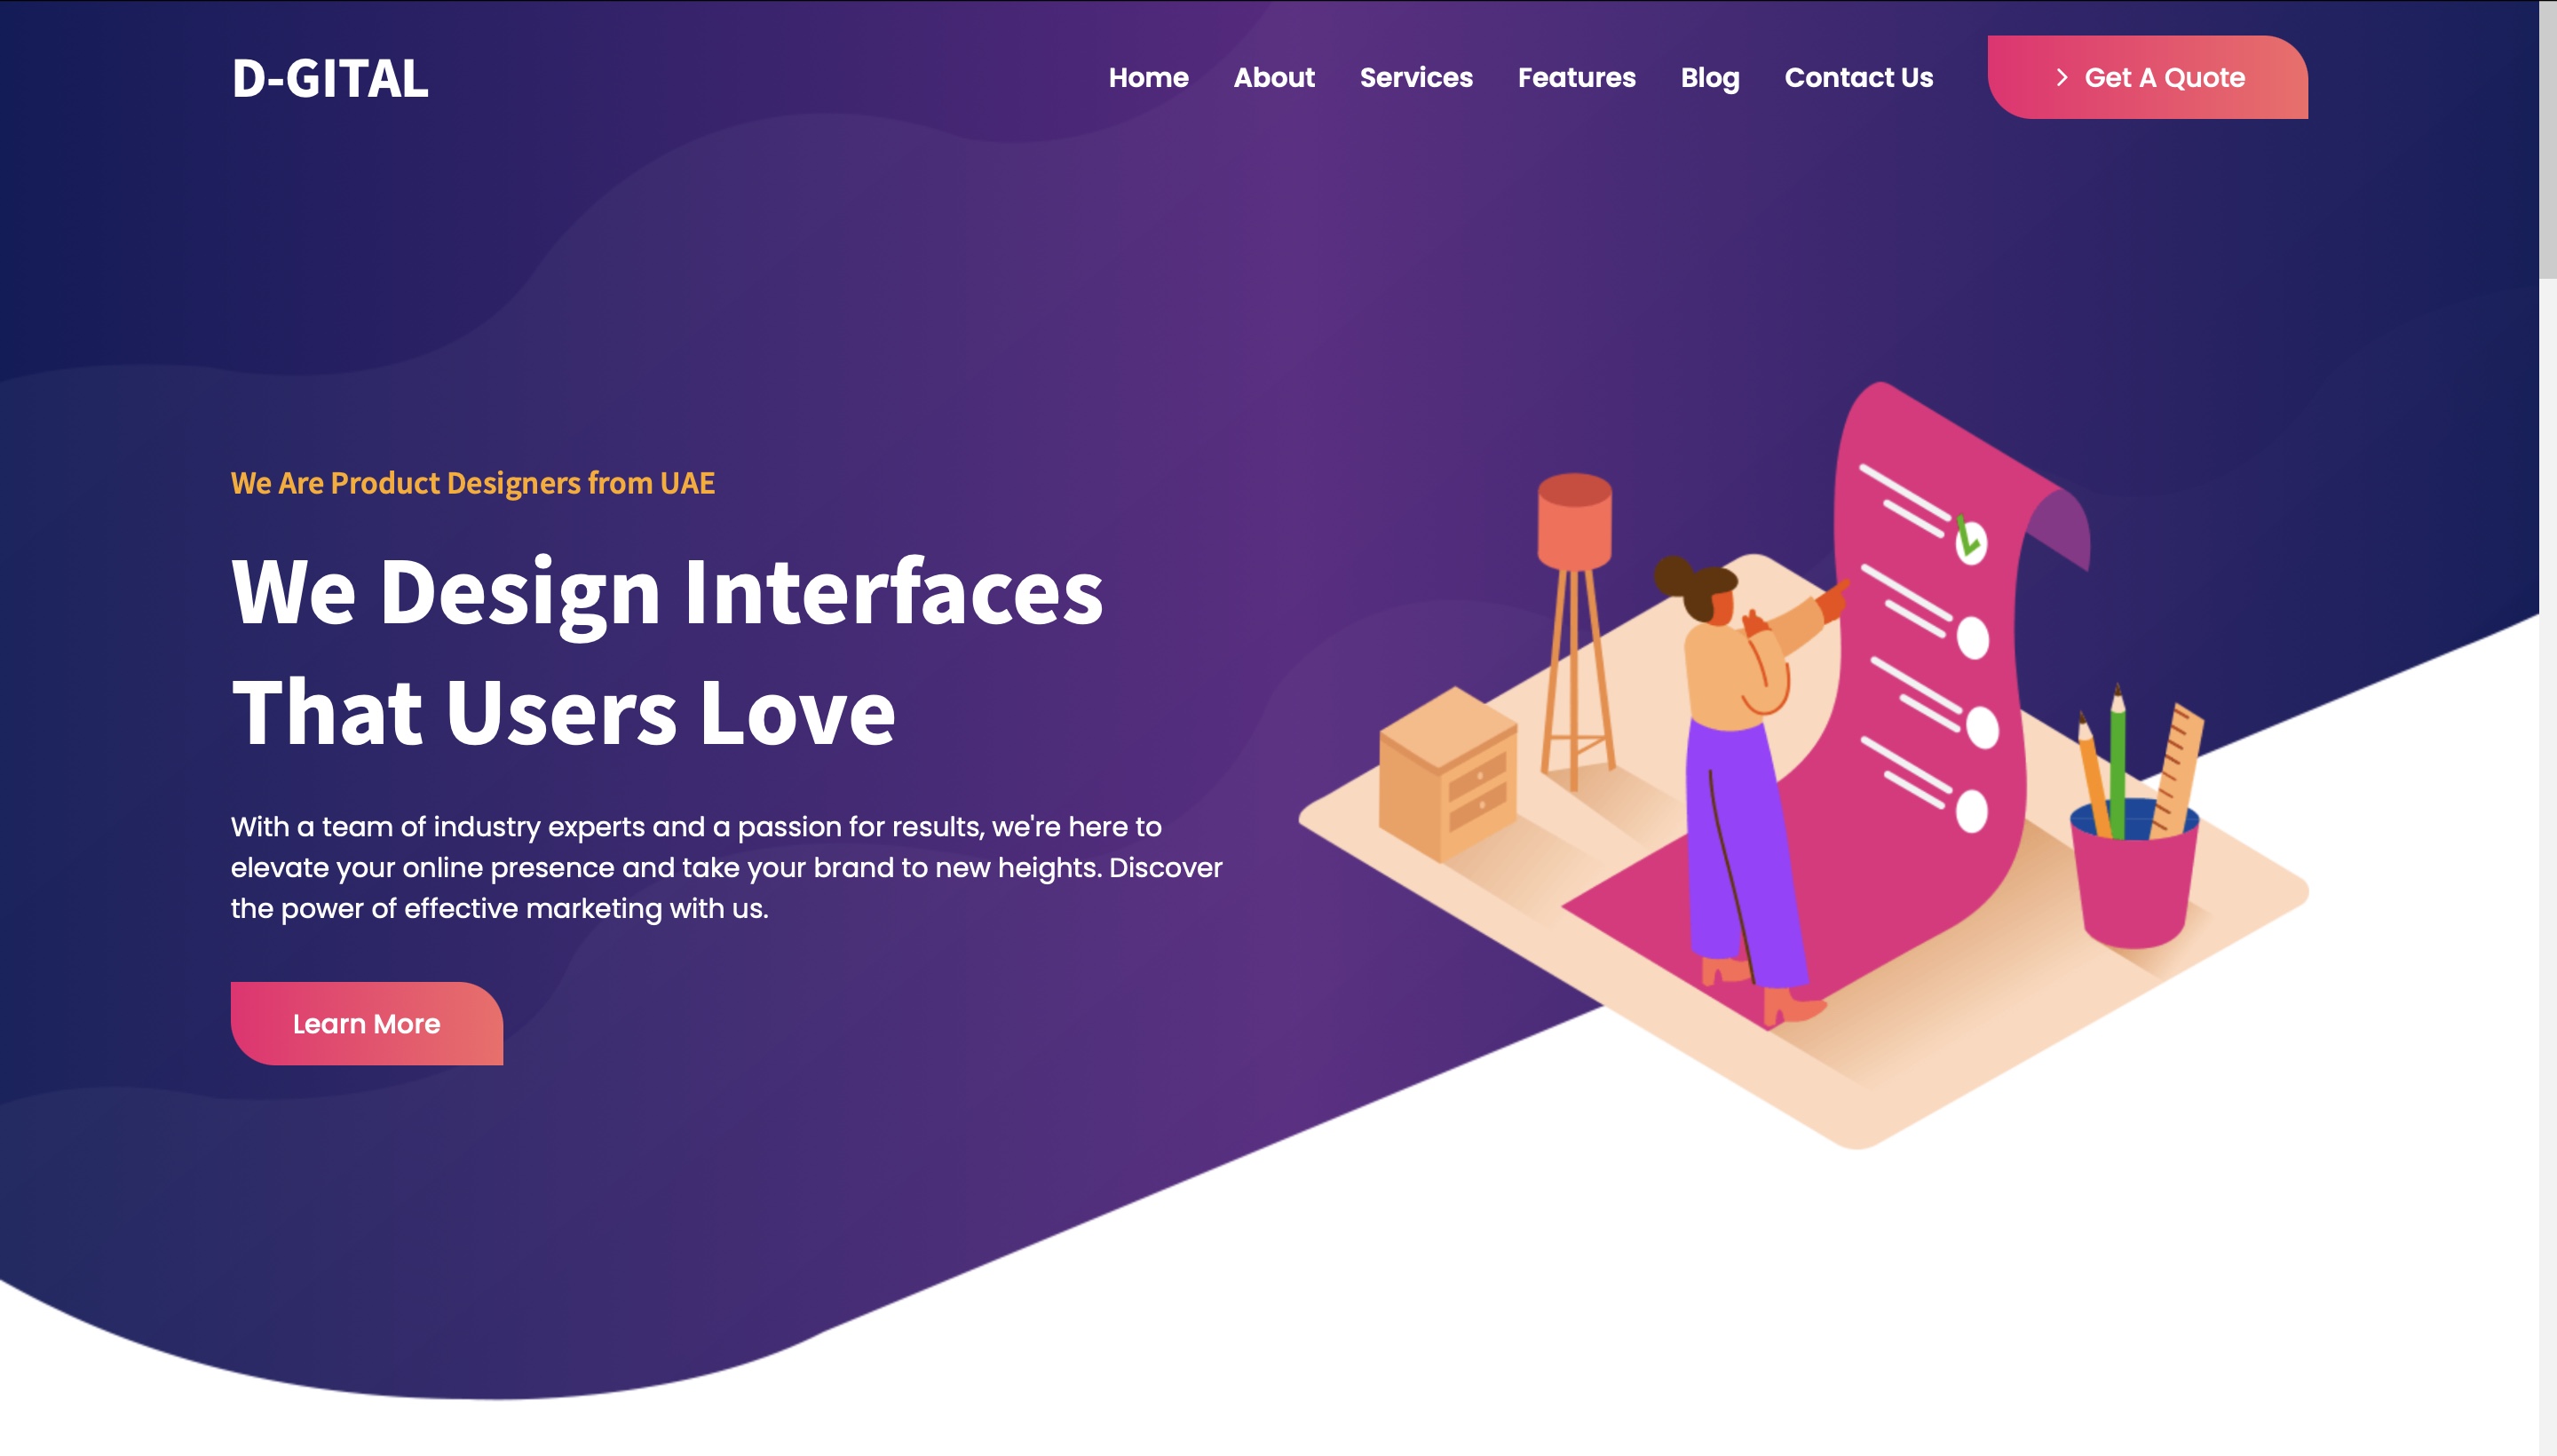 D-GITAL
Home About Services Features Blog Contact Us Get A Quote
We Are Product Designers from UAE
We Design Interfaces
That Users Love
With a team of industry experts and a passion for results, we're here to
elevate your online presence and take your brand to new heights. Discover
the power of effective marketing with us.
Learn More